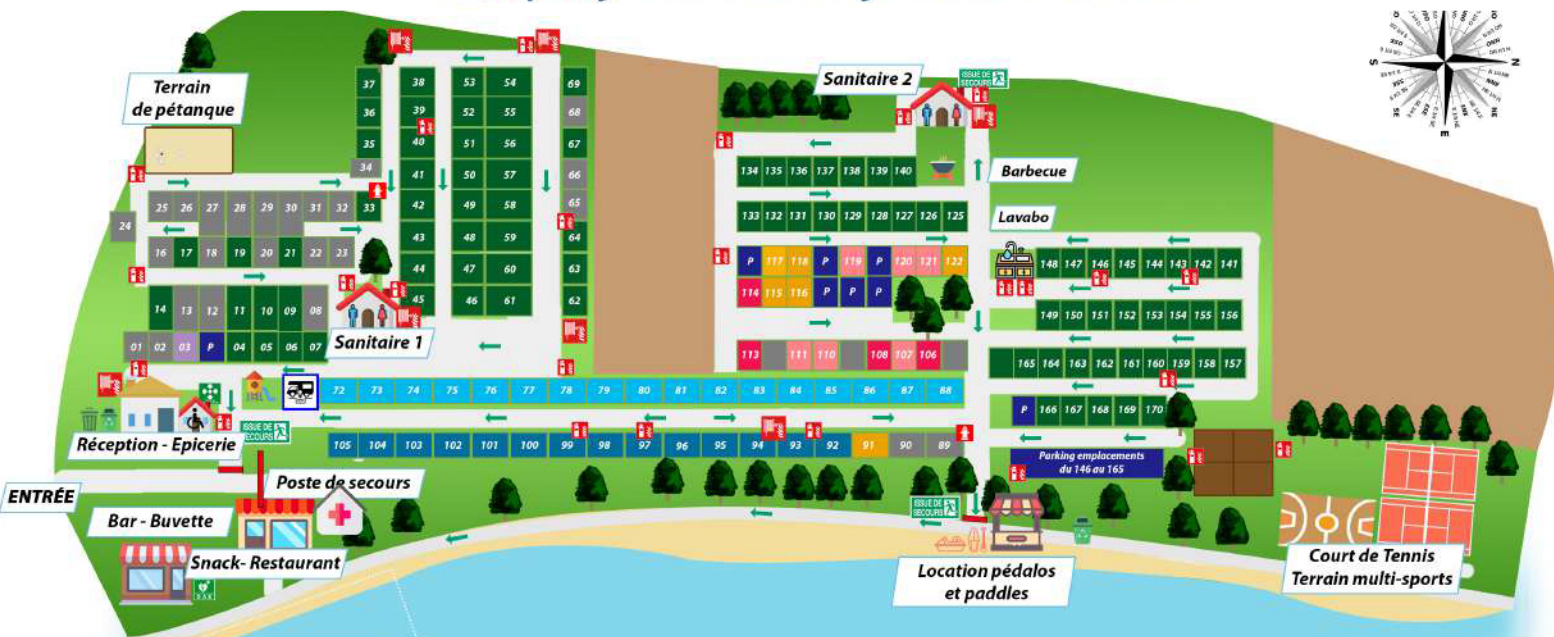 Terrain
de pétanque
Sanitaire 2
ISSUE DE
SECOURS
S
N
E
SE
NE
37 38 53 54 69
36 39 52 55 68
35 40 51 56 67
34 41 50 57 66
25 26 27 28 29 30 31 32 33 42 49 58 65
24
16 17 18 19 20 21 22 23 43 48 59 64
44 47 60 63
14 13 12 11 10 09 08 45 46 61 62
01 02 03 P 04 05 06 07
Sanitaire 1
134 135 136 137 138 139 140
Barbecue
133 132 131 130 129 128 127 126 125
Lavabo
P 117 118 P 119 P 120 121 122
114 115 116 P P P
113 111 110 108 107 106
148 147 146 145 144 143 142 141
149 150 151 152 153 154 155 156
165 164 163 162 161 160 159 158 157
P 166 167 168 169 170
72 73 74 75 76 77 78 79 80 81 82 83 84 85 86 87 88
105 104 103 102 101 100 99 98 97 96 95 94 93 92 91 90 89
Parking emplacements
du 146 au 165
Réception - Epicerie
ISSUE DE
SECOURS
ENTRÉE
Poste de secours
Bar - Buvette
Snack- Restaurant
ISSUE DE
SECOURS
Location pédalos
et paddles
Court de Tennis
Terrain multi-sports